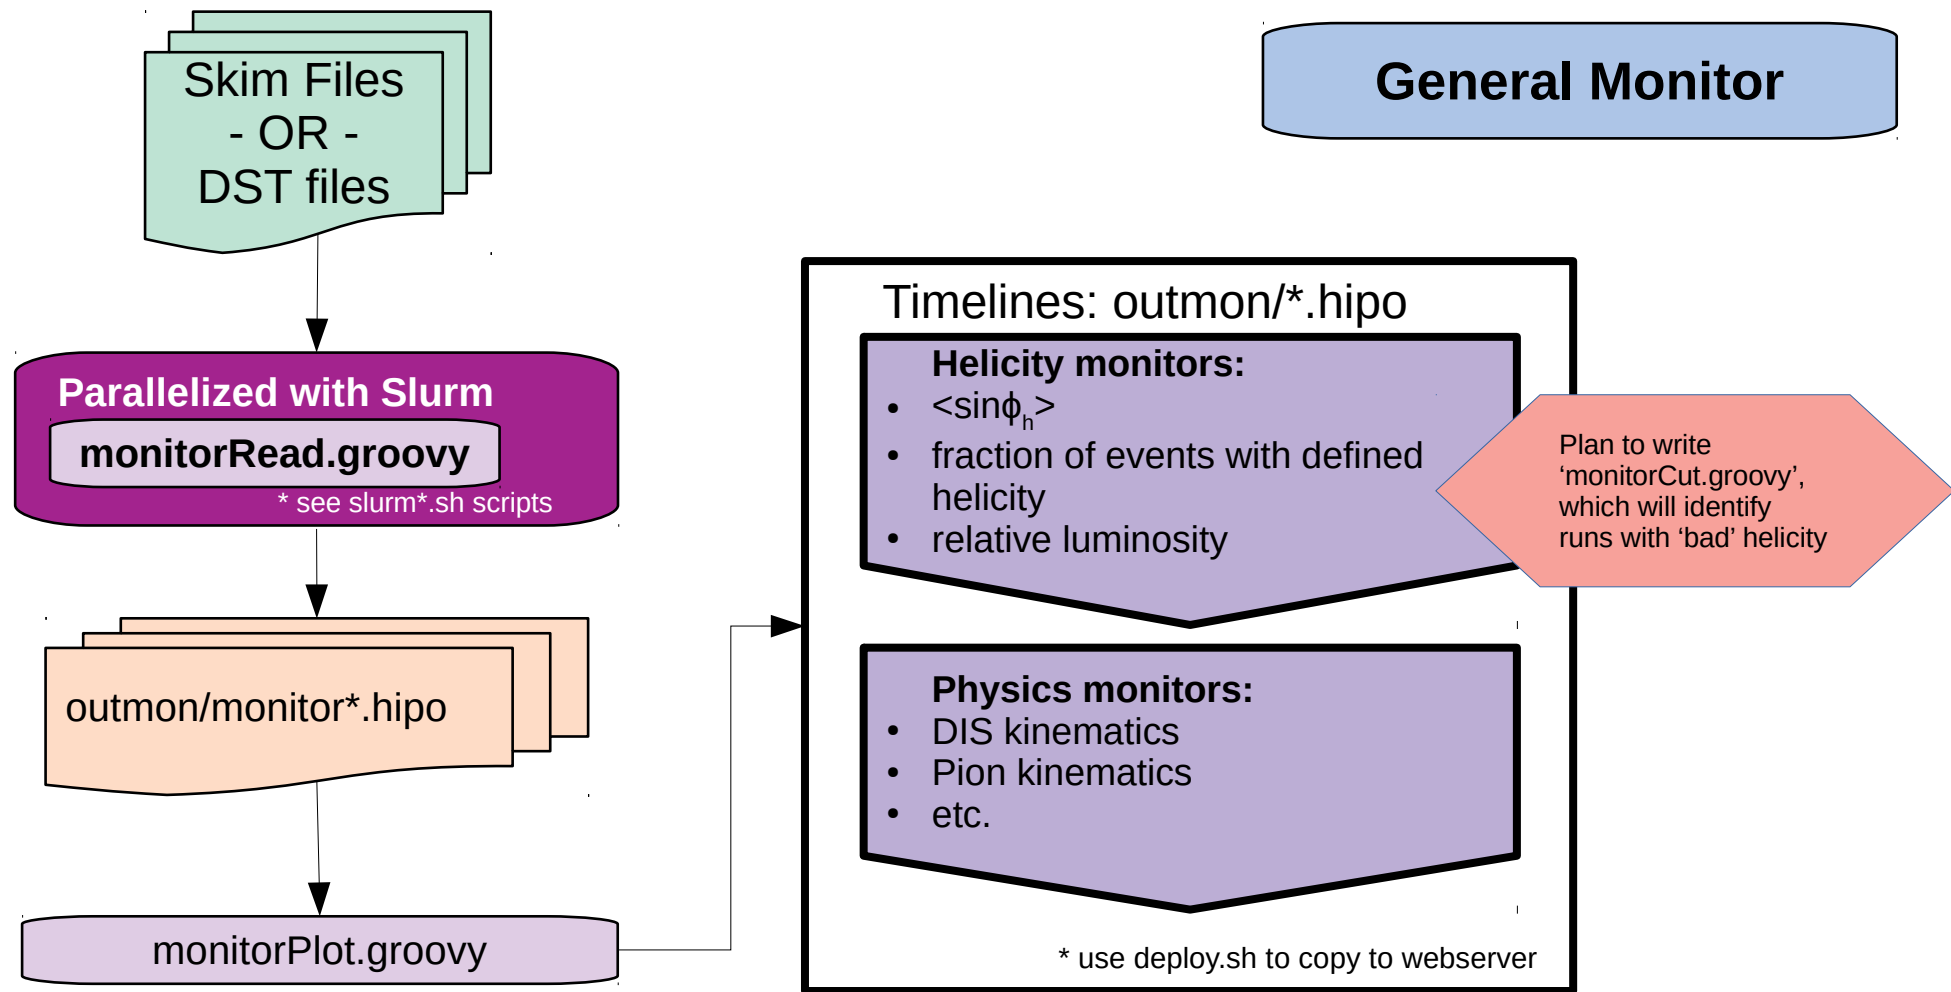 Skim Files
- OR -
DST files
General Monitor
Parallelized with Slurm
monitorRead.groovy
* see slurm*.sh scripts
outmon/monitor*.hipo
monitorPlot.groovy
Timelines: outmon/*.hipo
Helicity monitors:
• <sinϕh>
• fraction of events with defined
helicity
• relative luminosity
Plan to write
‘monitorCut.groovy’,
which will identify
runs with ‘bad’ helicity
Physics monitors:
• DIS kinematics
• Pion kinematics
• etc.
* use deploy.sh to copy to webserver